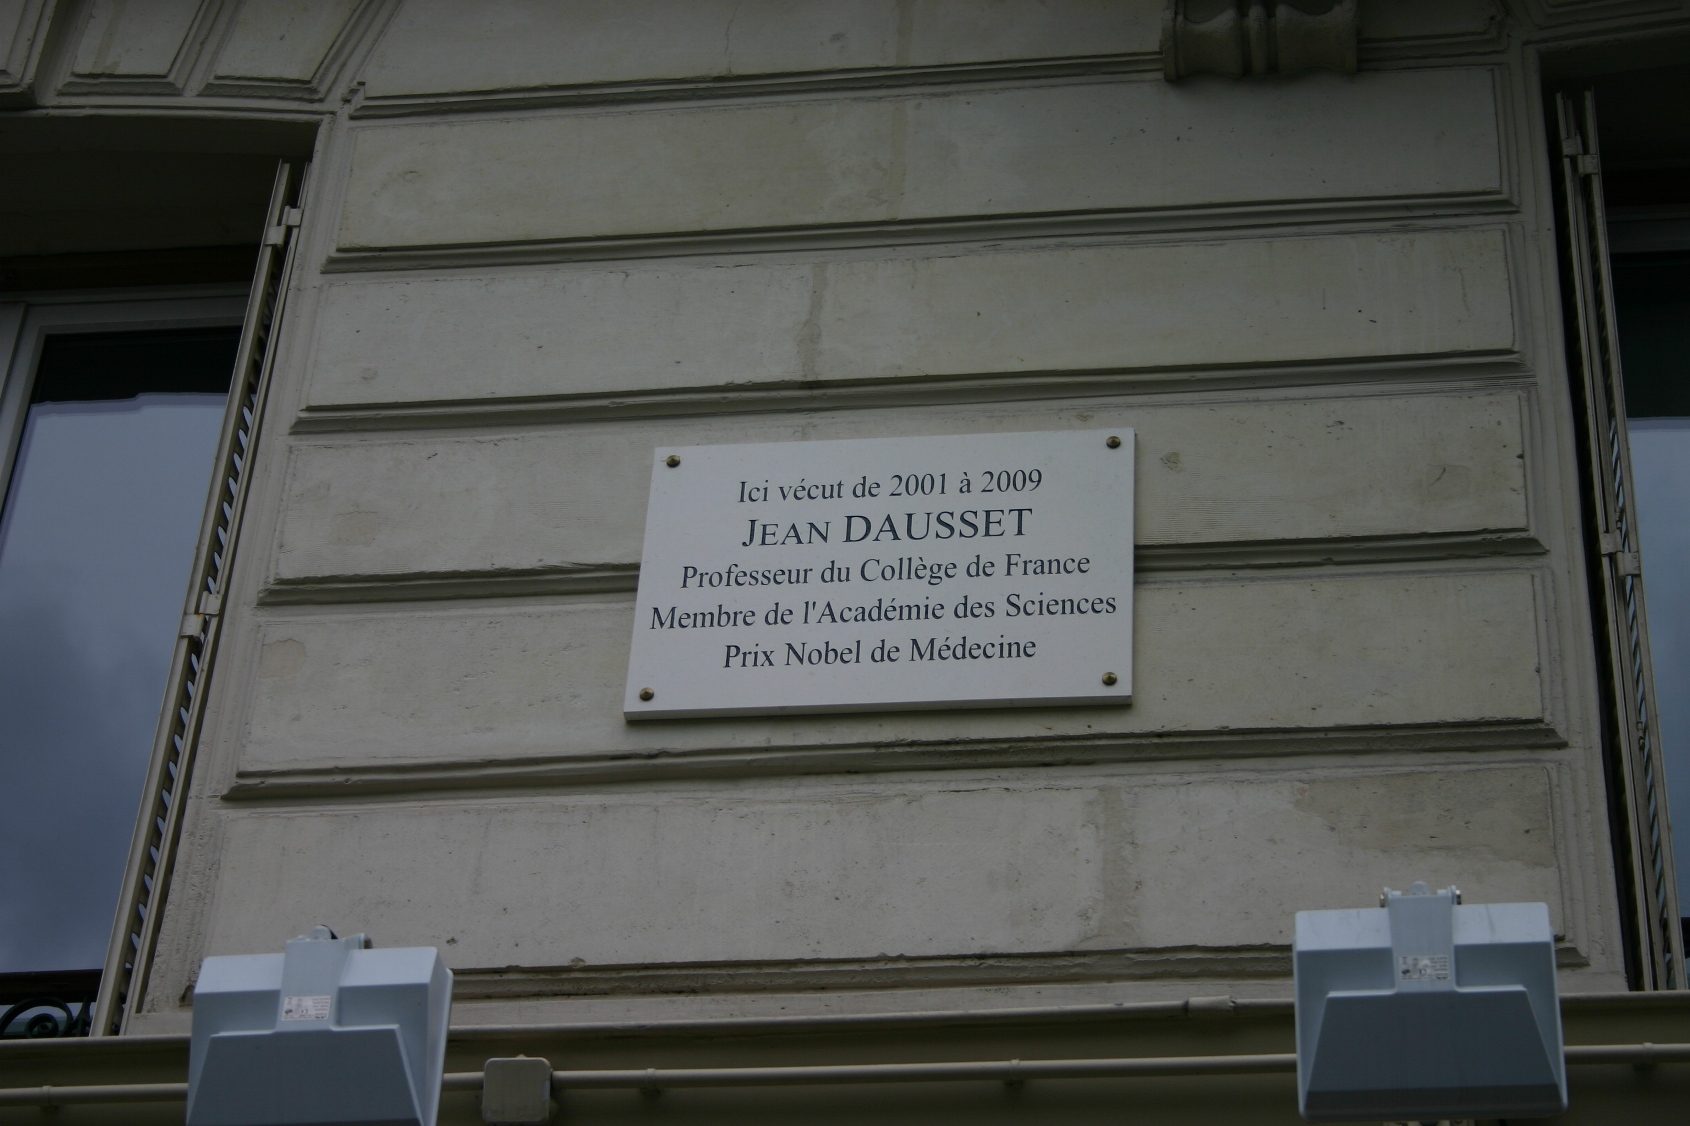 Ici vécut de 2001 à 2009
JEAN DAUSSET
Professeur du Collège de France
Membre de l'Académie des Sciences
Prix Nobel de Médecine